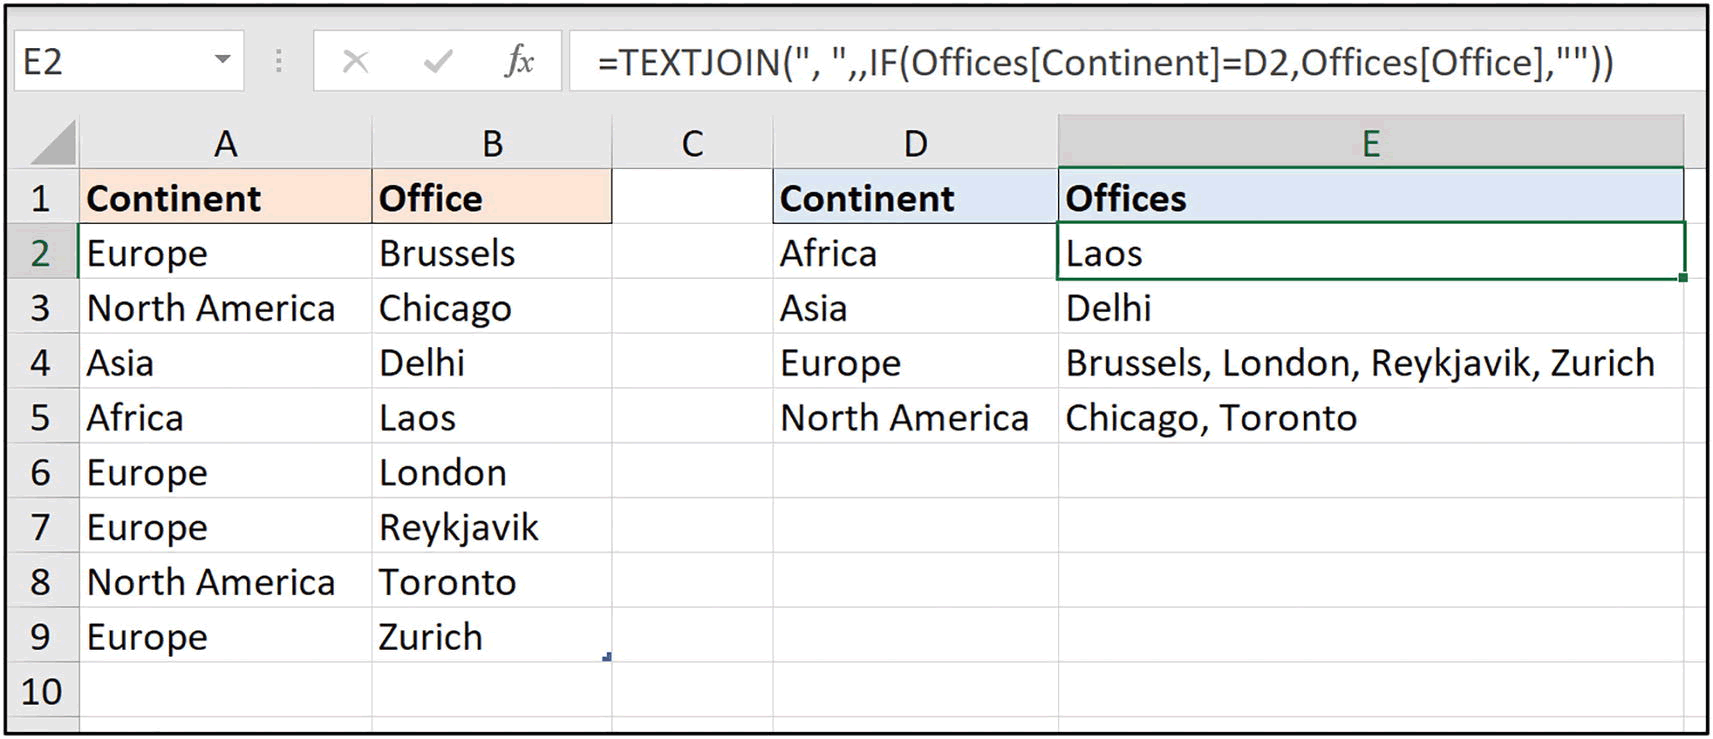 E2 fx =TEXTJOIN(", ",,IF(Offices[Continent]=D2,Offices[Office],""))
A B C D E
1 Continent Office Continent Offices
2 Europe Brussels Africa Laos
3 North America Chicago Asia Delhi
4 Asia Delhi Europe Brussels, London, Reykjavik, Zurich
5 Africa Laos North America Chicago, Toronto
6 Europe London
7 Europe Reykjavik
8 North America Toronto
9 Europe Zurich
10